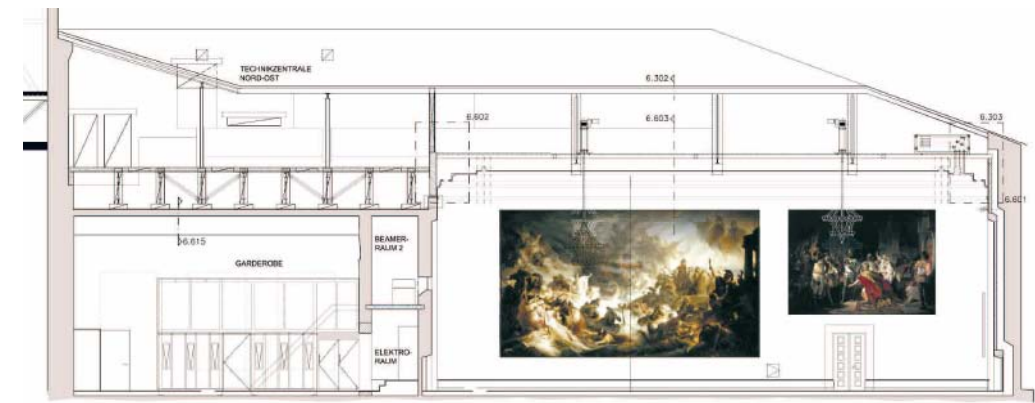 TECHNIKZENTRALE
NORD-OST
6.302
6.602
6.603
6.303
6.601
6.615
BEAMER-
RAUM 2
GARDEROBE
ELEKTRO-
RAUM